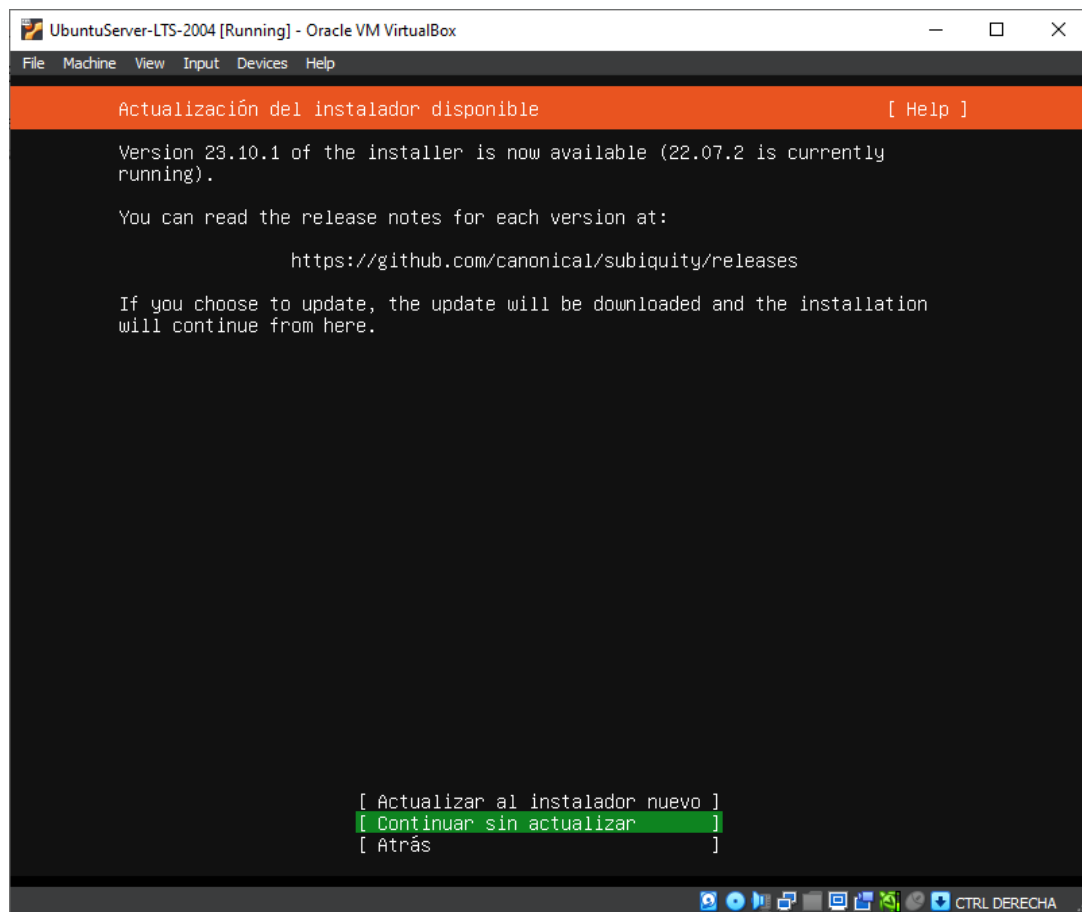 UbuntuServer-LTS-2004 [Running] - Oracle VM VirtualBox
File Machine View Input Devices Help
Actualización del instalador disponible [ Help ]
Version 23.10.1 of the installer is now available (22.07.2 is currently
running).
You can read the release notes for each version at:
https://github.com/canonical/subiquity/releases
If you choose to update, the update will be downloaded and the installation
will continue from here.
[ Actualizar al instalador nuevo ]
[ Continuar sin actualizar ]
[ Atrás ]
CTRL DERECHA